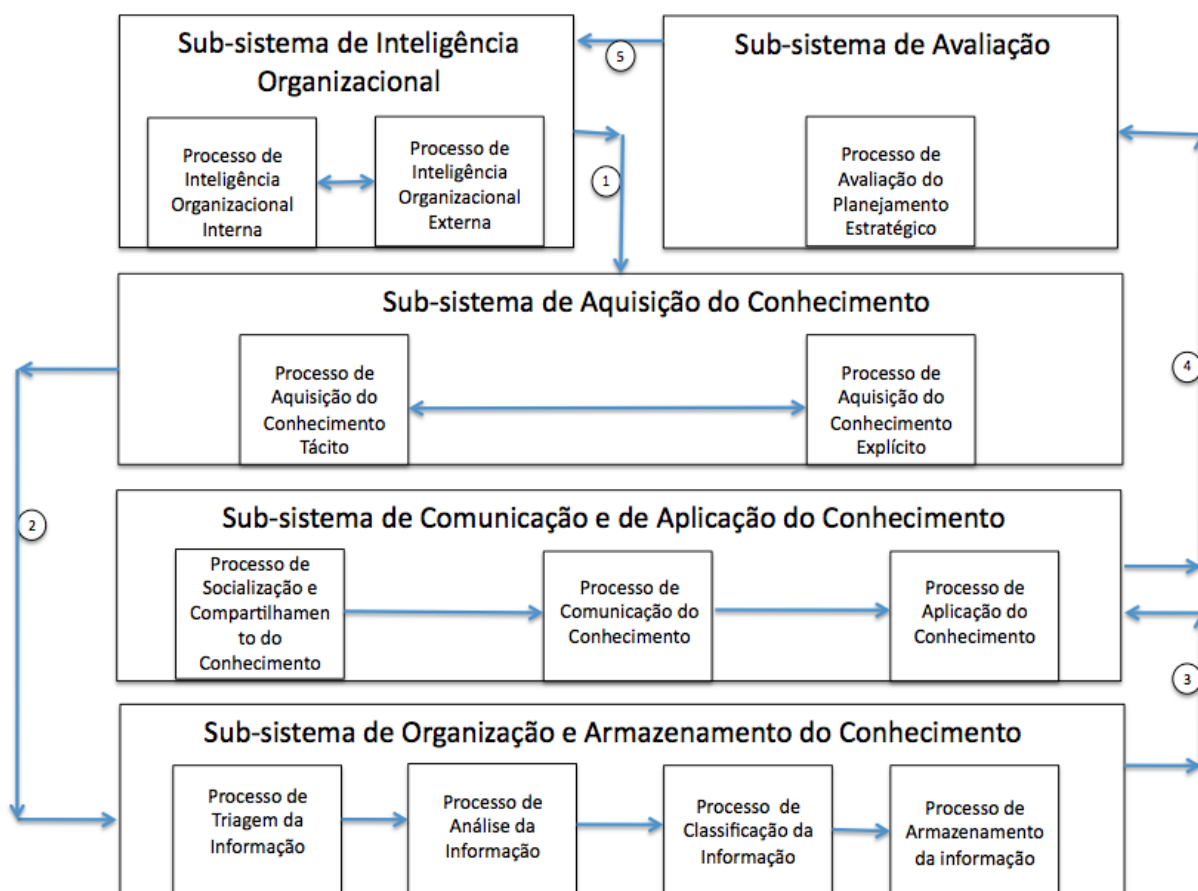 Sub-sistema de Inteligência
Organizacional
Processo de
Inteligência
Organizacional
Interna
Processo de
Inteligência
Organizacional
Externa
5
Sub-sistema de Avaliação
Processo de
Avaliação do
Planejamento
Estratégico
1
Sub-sistema de Aquisição do Conhecimento
Processo de
Aquisição do
Conhecimento
Tácito
Processo de
Aquisição do
Conhecimento
Explícito
4
2
Sub-sistema de Comunicação e de Aplicação do Conhecimento
Processo de
Socialização e
Compartilhamen
to do
Conhecimento
Processo de
Comunicação do
Conhecimento
Processo de
Aplicação do
Conhecimento
3
Sub-sistema de Organização e Armazenamento do Conhecimento
Processo de
Triagem da
Informação
Processo de
Análise da
Informação
Processo de
Classificação da
Informação
Processo de
Armazenamento
da informação